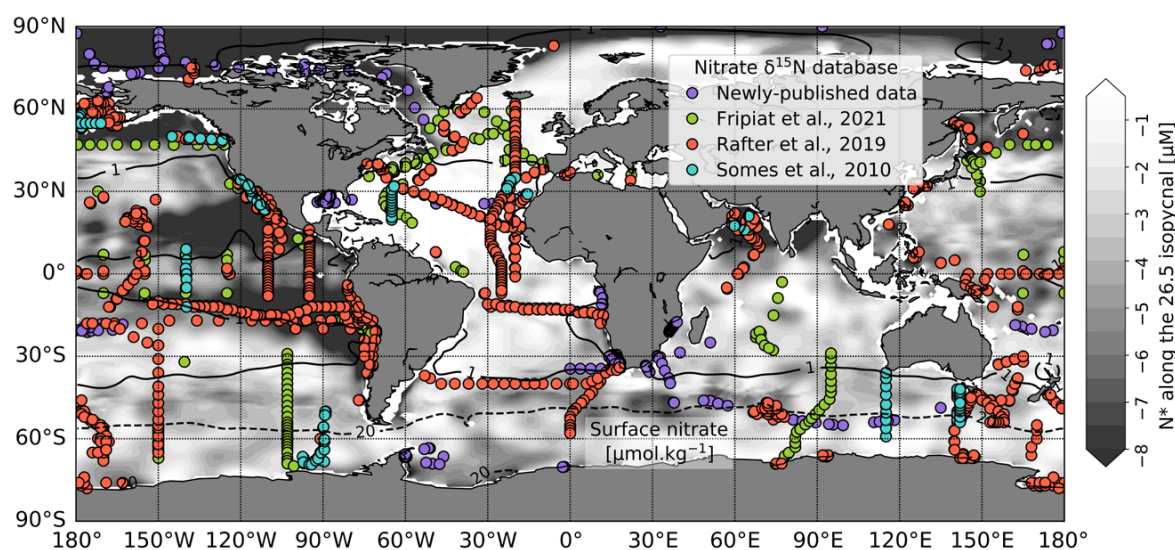 90°N
60°N
30°N
0°
30°S
60°S
90°S
180°
150°W
120°W
90°W
60°W
30°W
0°
30°E
60°E
90°E
120°E
150°E
180°
Nitrate δ¹⁵N database
Newly-published data
Fripiat et al., 2021
Rafter et al., 2019
Somes et al., 2010
Surface nitrate
[μmol.kg⁻¹]
1
1
1
1
1
1
1
20
20
N* along the 26.5 isopycnal [μM]
−1
−2
−3
−4
−5
−6
−7
−8